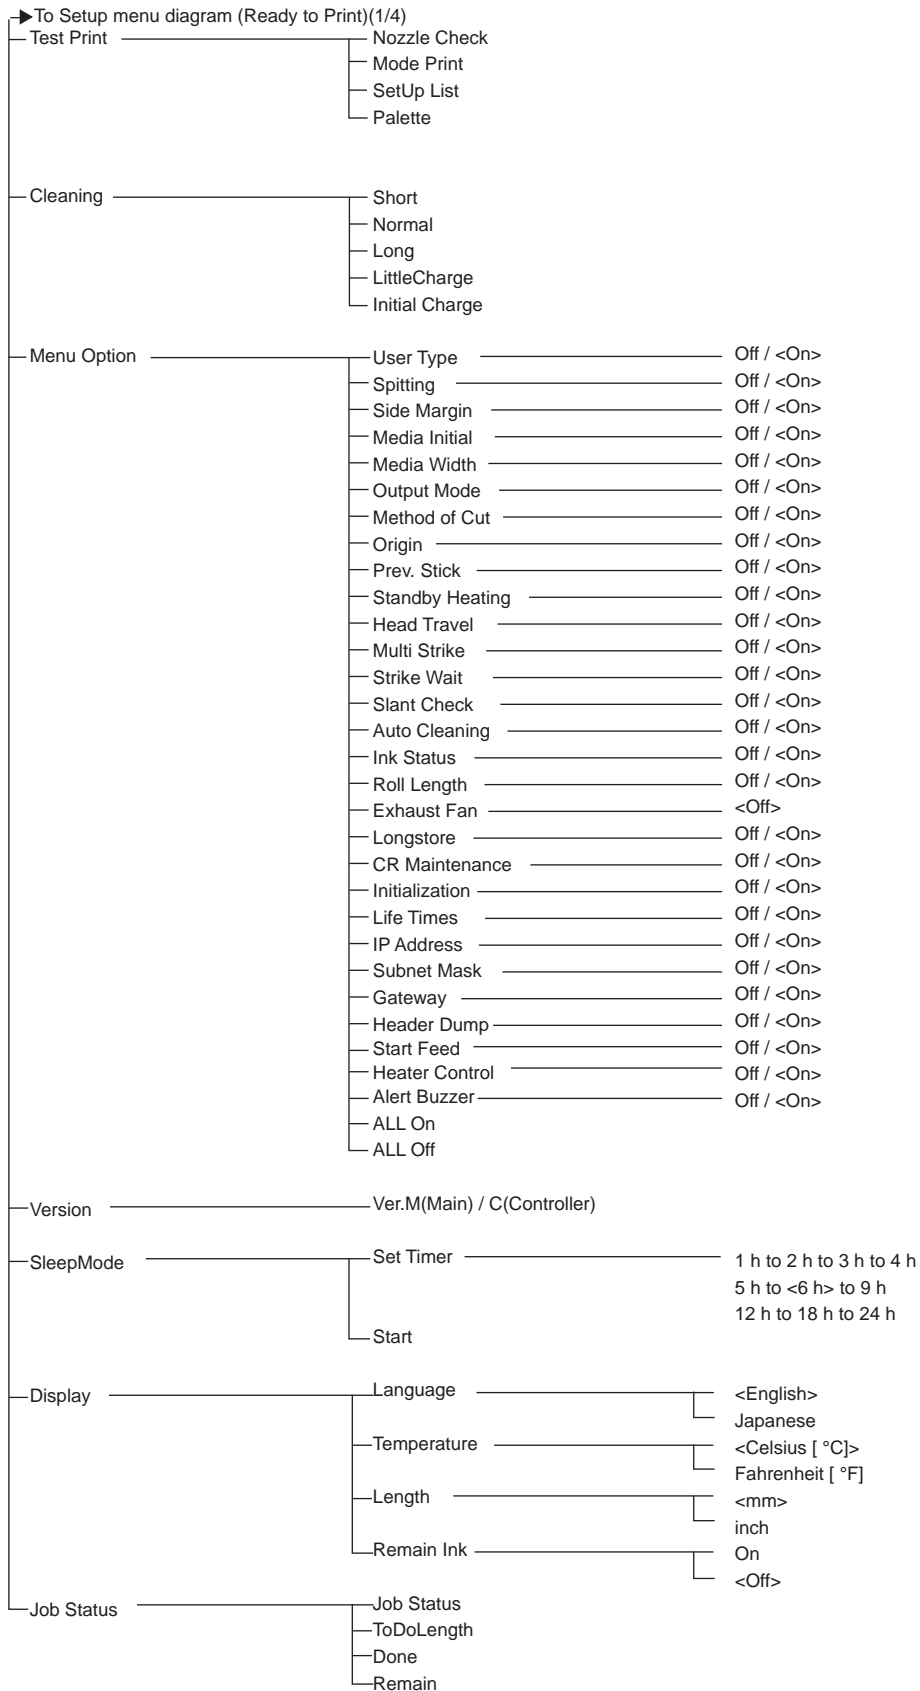 To Setup menu diagram (Ready to Print)(1/4)
Test Print Nozzle Check
Mode Print
SetUp List
Palette
Cleaning Short
Normal
Long
LittleCharge
Initial Charge
Menu Option User Type Off / <On>
Spitting Off / <On>
Side Margin Off / <On>
Media Initial Off / <On>
Media Width Off / <On>
Output Mode Off / <On>
Method of Cut Off / <On>
Origin Off / <On>
Prev. Stick Off / <On>
Standby Heating Off / <On>
Head Travel Off / <On>
Multi Strike Off / <On>
Strike Wait Off / <On>
Slant Check Off / <On>
Auto Cleaning Off / <On>
Ink Status Off / <On>
Roll Length Off / <On>
Exhaust Fan <Off>
Longstore Off / <On>
CR Maintenance Off / <On>
Initialization Off / <On>
Life Times Off / <On>
IP Address Off / <On>
Subnet Mask Off / <On>
Gateway Off / <On>
Header Dump Off / <On>
Start Feed Off / <On>
Heater Control Off / <On>
Alert Buzzer Off / <On>
ALL On
ALL Off
Version Ver.M(Main) / C(Controller)
SleepMode Set Timer 1 h to 2 h to 3 h to 4 h
5 h to <6 h> to 9 h
12 h to 18 h to 24 h
Start
Display Language <English>
Japanese
Temperature <Celsius [ °C]>
Fahrenheit [ °F]
Length <mm>
inch
Remain Ink On
<Off>
Job Status Job Status
ToDoLength
Done
Remain